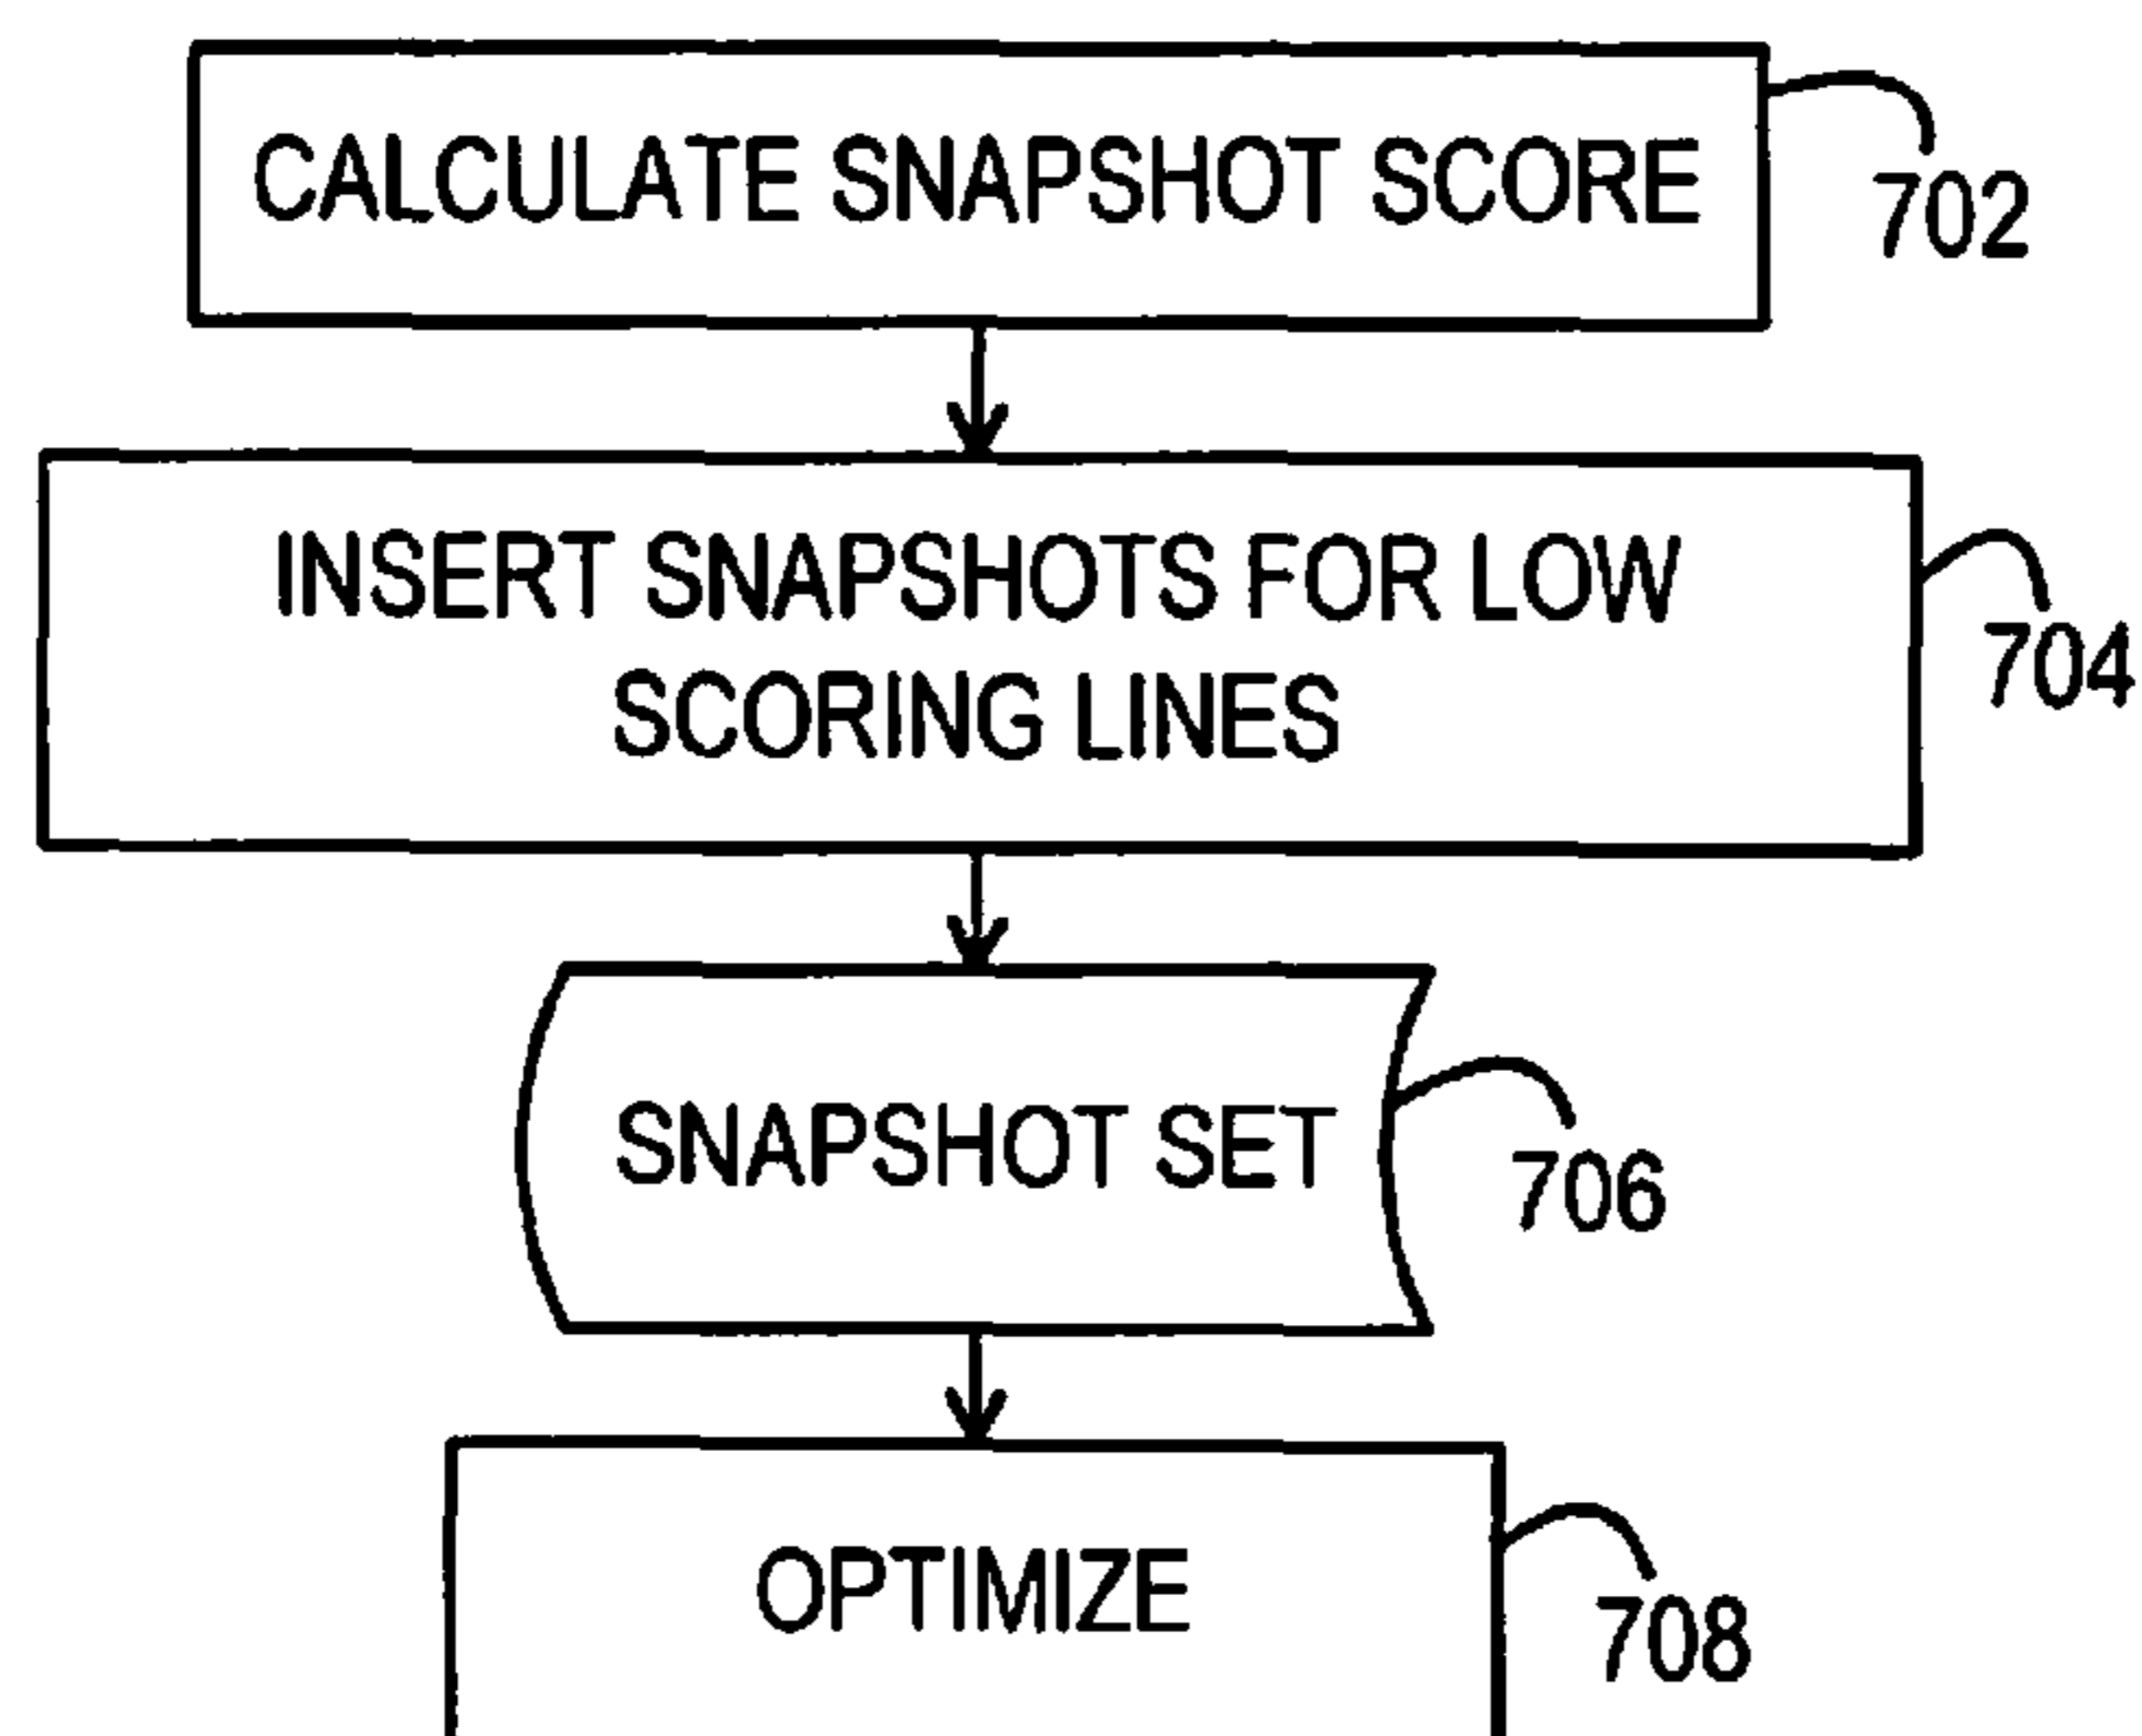 CALCULATE SNAPSHOT SCORE
702
INSERT SNAPSHOTS FOR LOW
SCORING LINES
704
SNAPSHOT SET
706
OPTIMIZE
708